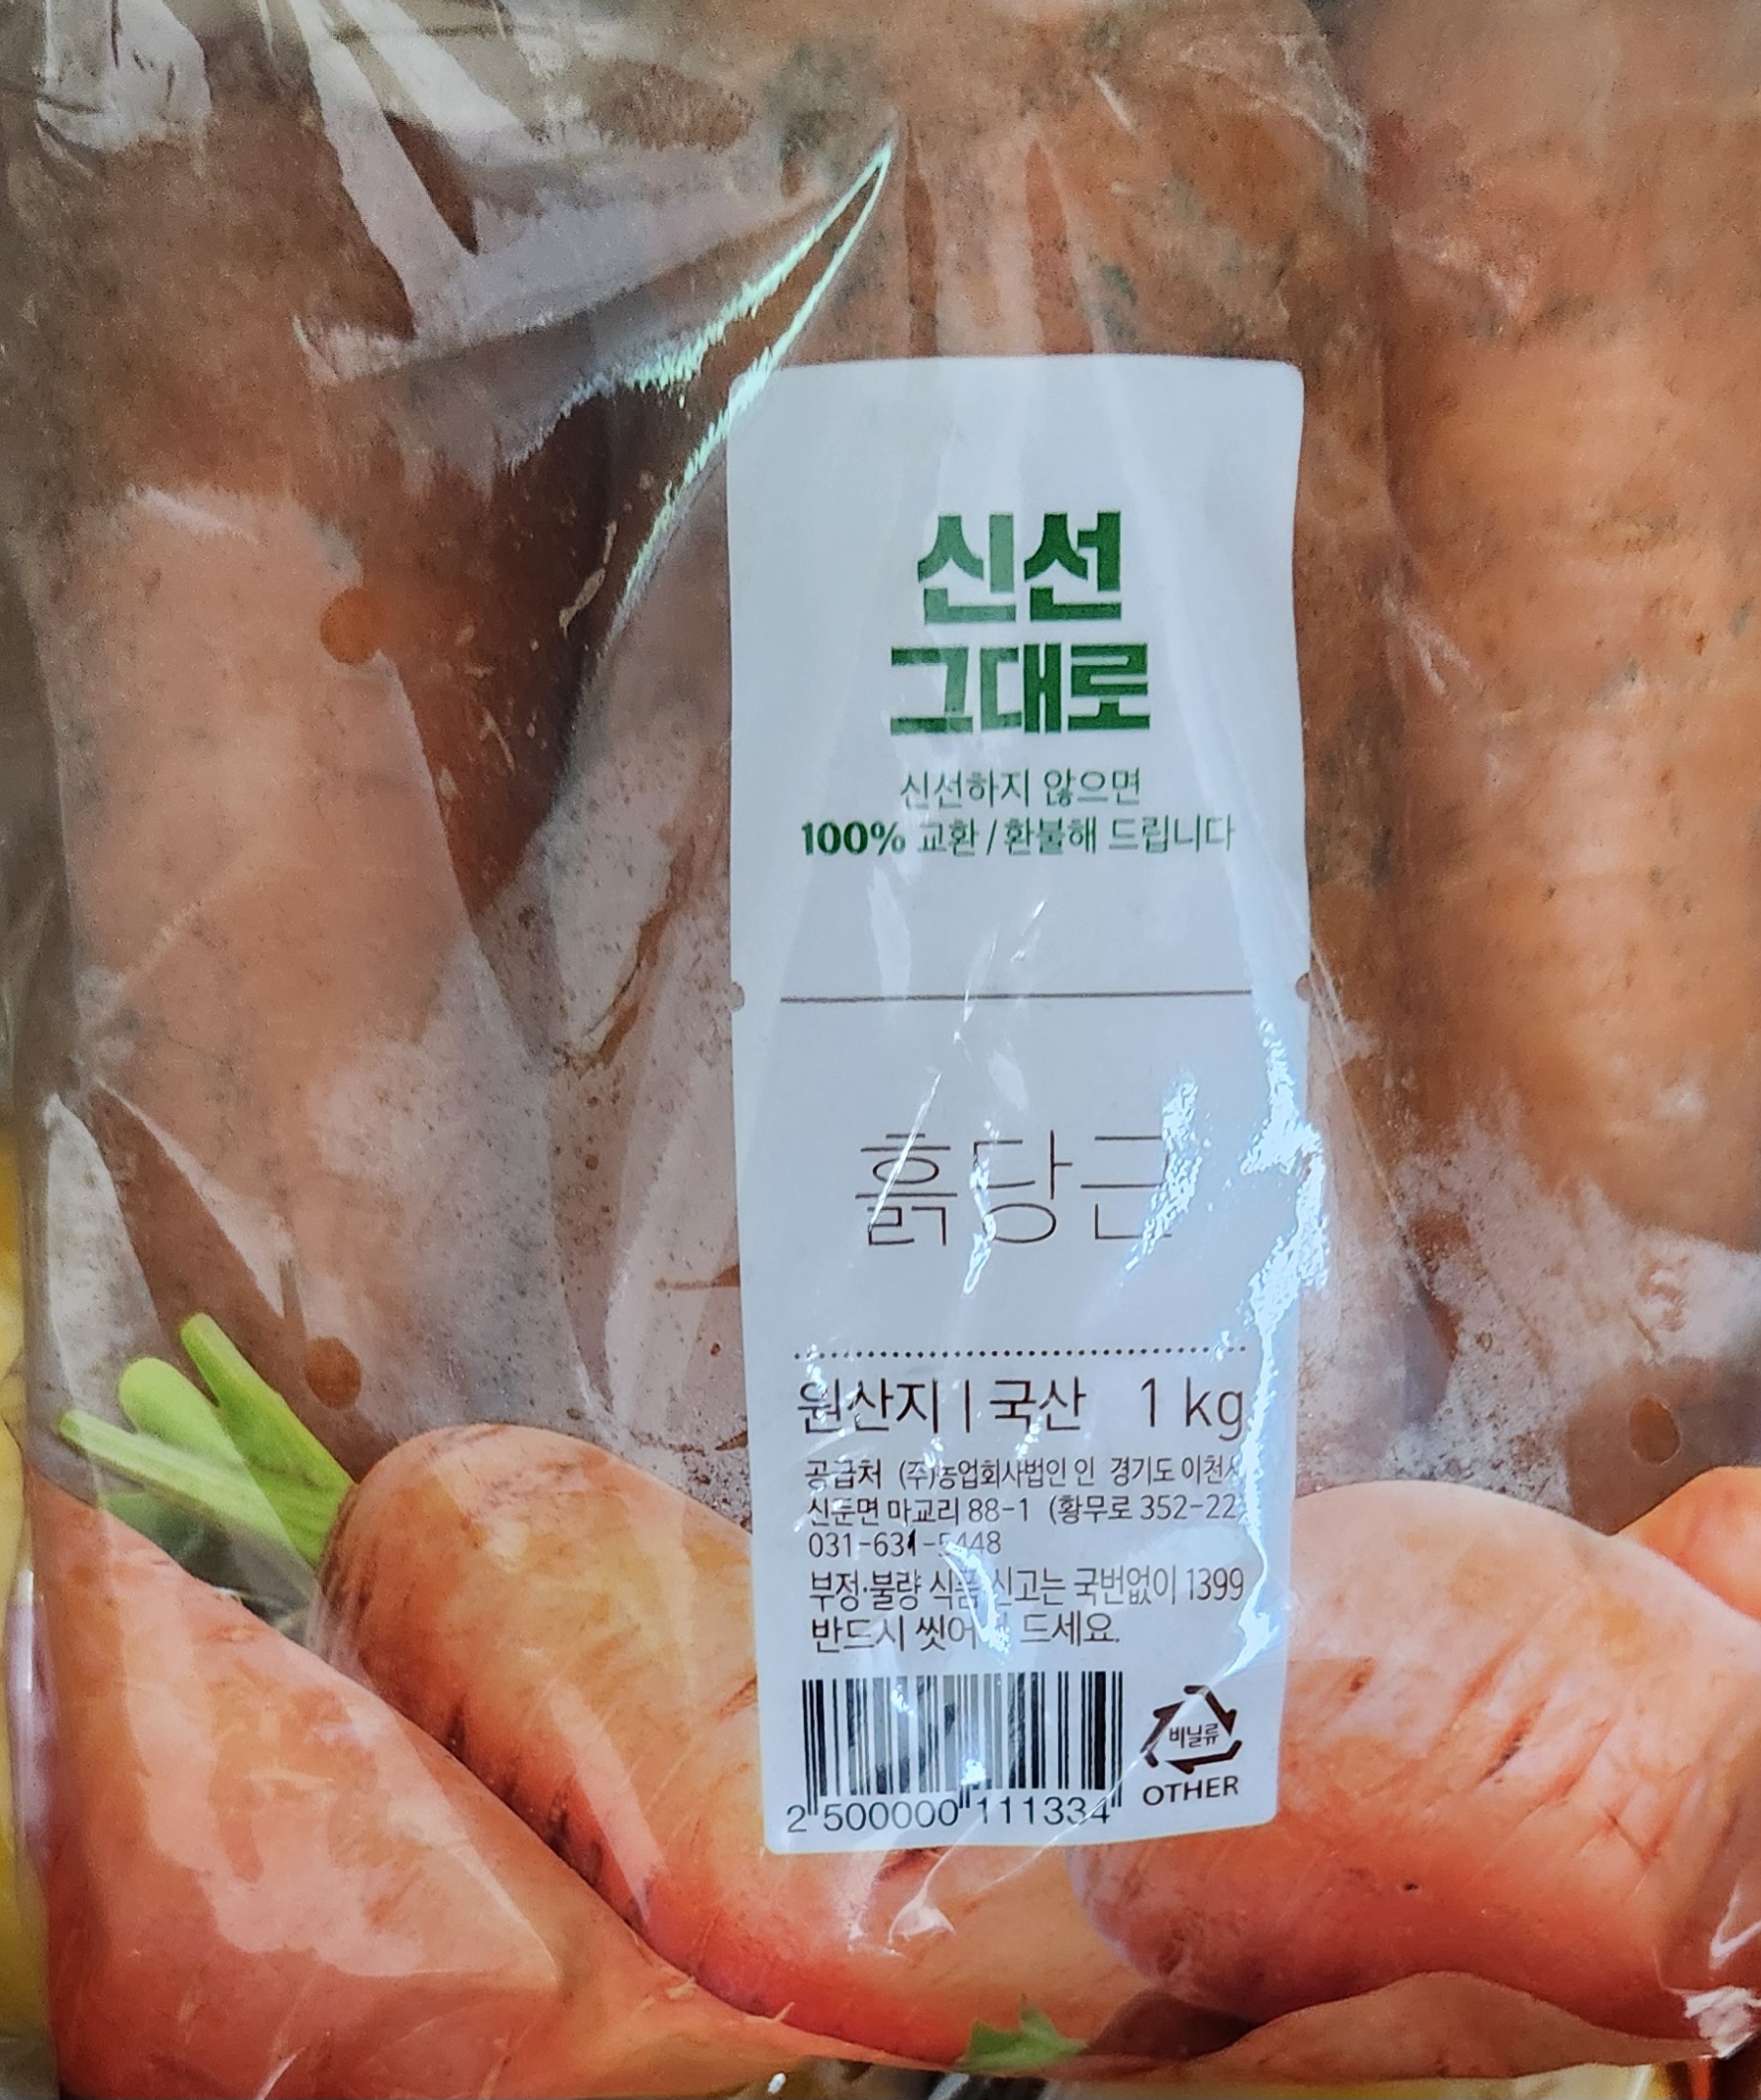 신선
그대로
신선하지 않으면
100% 교환/환불해 드립니다
흙당근
원산지 | 국산 1 kg
공급처 (주)농업회사법인 인 경기도 이천시
신둔면 마교리 88-1 (황무로 352-22
031-631-5448
부정·불량 식품 신고는 국번없이 1399
반드시 씻어 드세요.
비닐류
OTHER
2 500000 111334